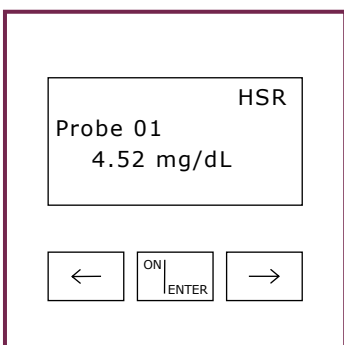 HSR
Probe 01
4.52 mg/dL
ON
ENTER